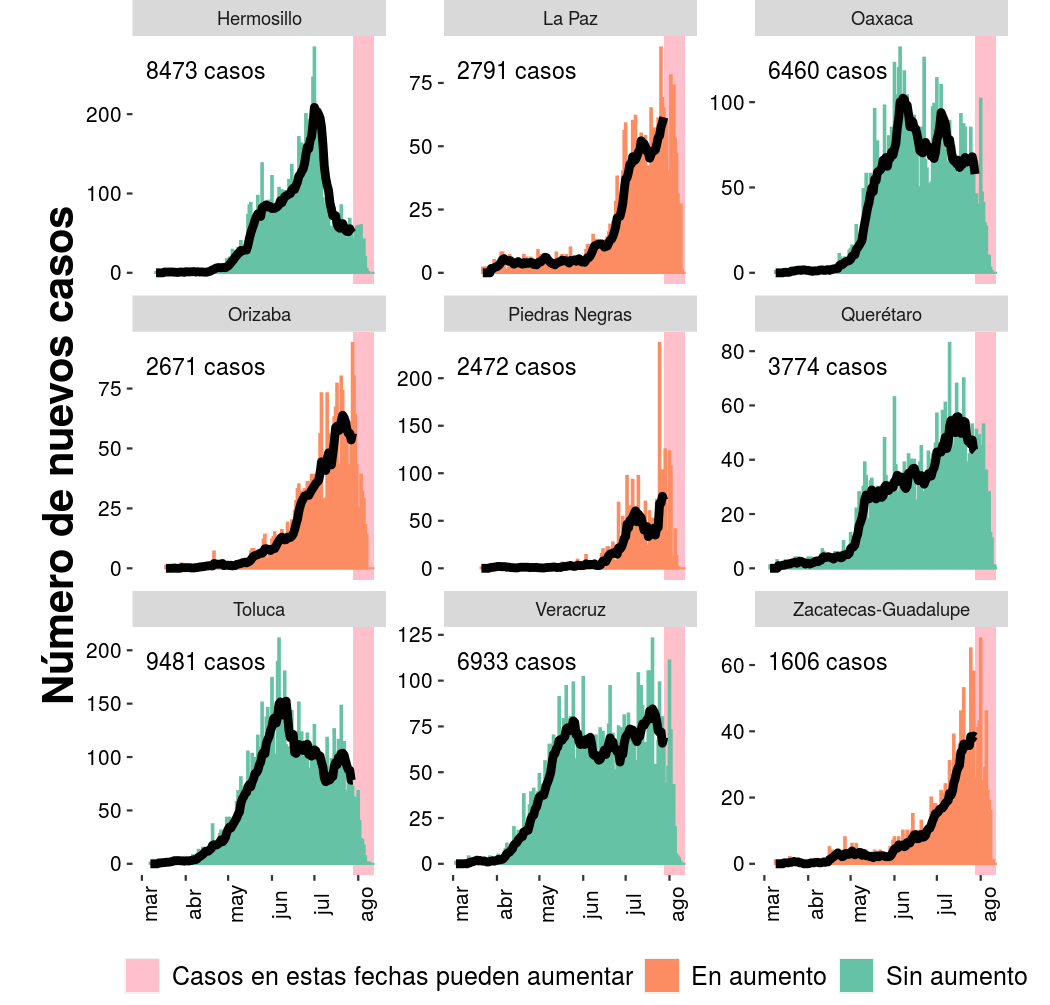 Número de nuevos casos
Hermosillo
La Paz
Oaxaca
8473 casos
2791 casos
6460 casos
200
100
0
75
50
25
0
100
50
0
Orizaba
Piedras Negras
Querétaro
2671 casos
2472 casos
3774 casos
75
50
25
0
200
150
100
50
0
80
60
40
20
0
Toluca
Veracruz
Zacatecas-Guadalupe
9481 casos
6933 casos
1606 casos
200
150
100
50
0
125
100
75
50
25
0
60
40
20
0
mar abr may jun jul ago
mar abr may jun jul ago
mar abr may jun jul ago
Casos en estas fechas pueden aumentar En aumento Sin aumento